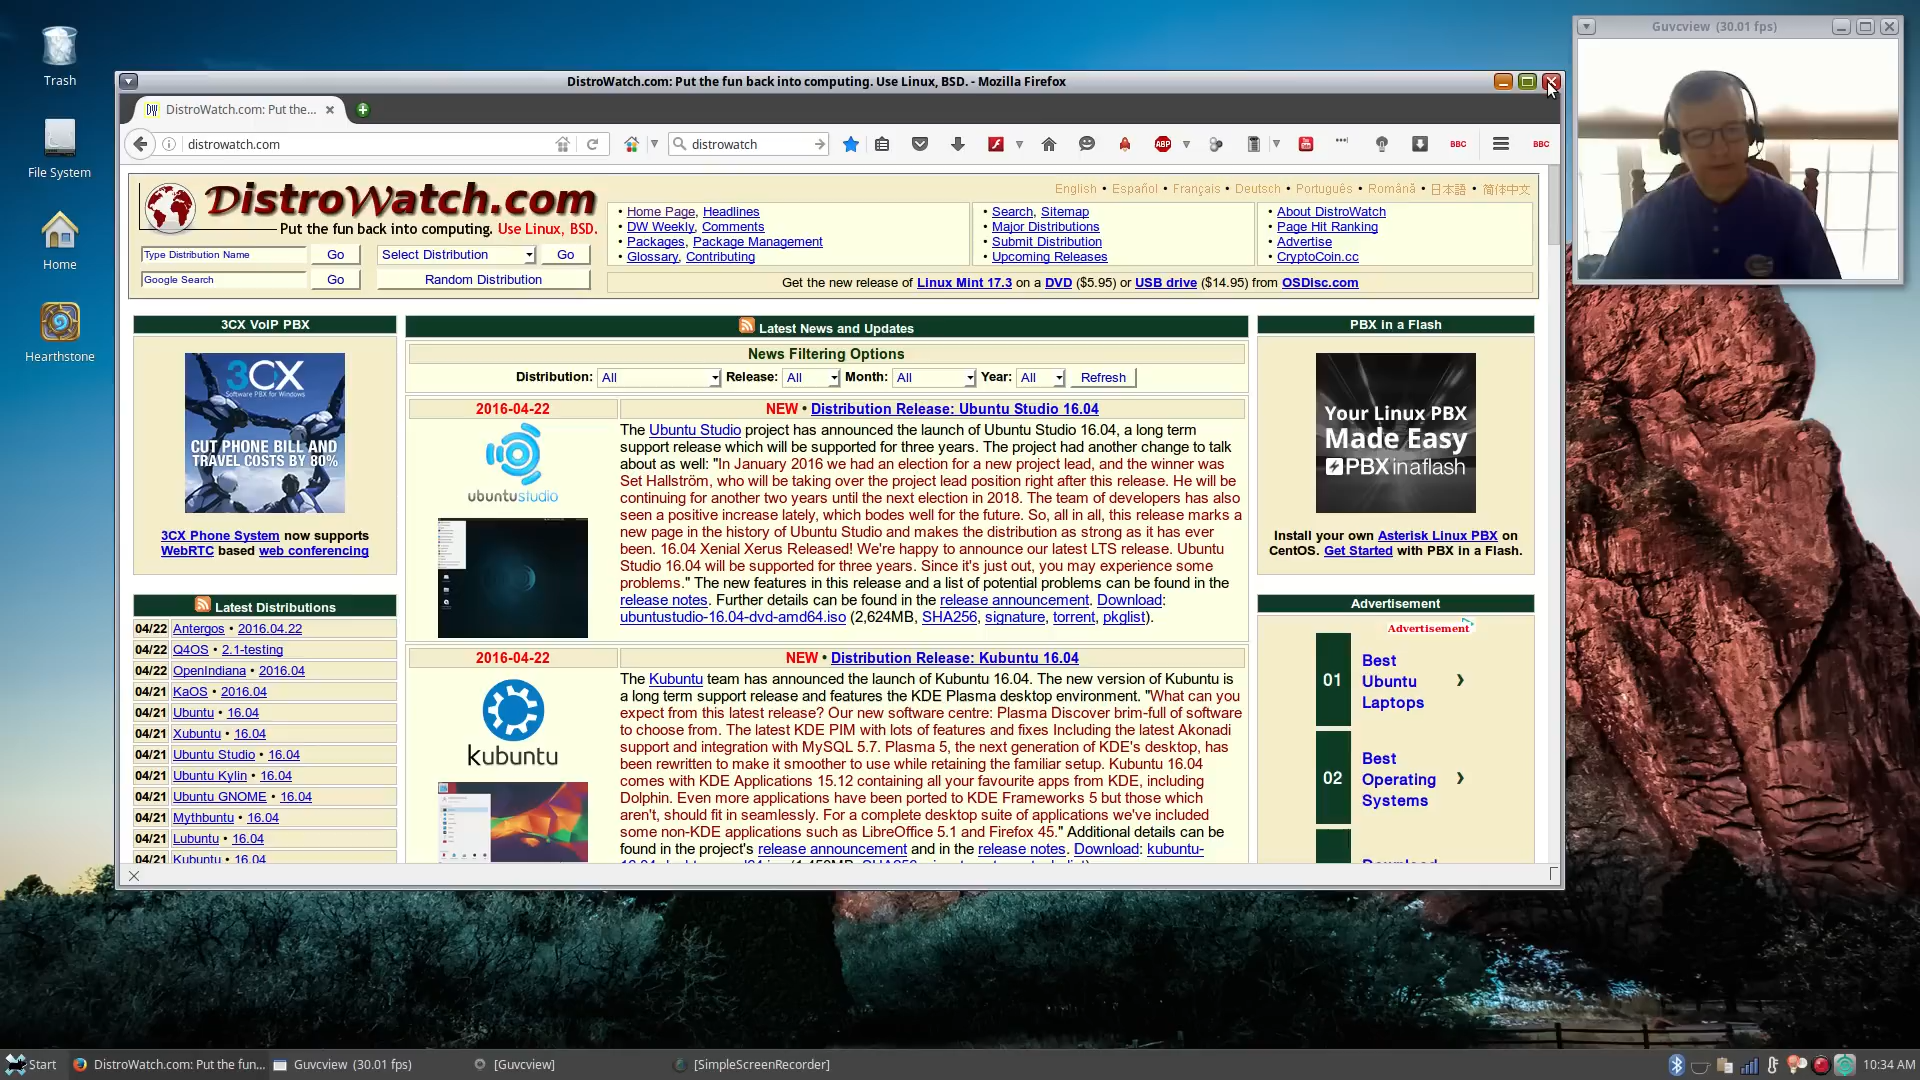 Trash
File System
Home
Hearthstone
Guvcview (30.01 fps)
DistroWatch.com: Put the fun back into computing. Use Linux, BSD. - Mozilla Firefox
DistroWatch.com: Put the...
distrowatch.com
distrowatch
ABP
BBC
BBC
DistroWatch.com
Put the fun back into computing. Use Linux, BSD.
English • Español • Français • Deutsch • Português • Română • 日本語 • 简体中文
• Home Page, Headlines
• DW Weekly, Comments
• Packages, Package Management
• Glossary, Contributing
• Search, Sitemap
• Major Distributions
• Submit Distribution
• Upcoming Releases
• About DistroWatch
• Page Hit Ranking
• Advertise
• CryptoCoin.cc
Type Distribution Name Go Select Distribution Go
Google Search Go Random Distribution
Get the new release of Linux Mint 17.3 on a DVD ($5.95) or USB drive ($14.95) from OSDisc.com
3CX VoIP PBX
3CX
Software PBX for Windows
CUT PHONE BILL AND
TRAVEL COSTS BY 80%
3CX Phone System now supports
WebRTC based web conferencing
Latest Distributions
04/22 Antergos • 2016.04.22
04/22 Q4OS • 2.1-testing
04/22 OpenIndiana • 2016.04
04/21 KaOS • 2016.04
04/21 Ubuntu • 16.04
04/21 Xubuntu • 16.04
04/21 Ubuntu Studio • 16.04
04/21 Ubuntu Kylin • 16.04
04/21 Ubuntu GNOME • 16.04
04/21 Mythbuntu • 16.04
04/21 Lubuntu • 16.04
04/21 Kubuntu • 16.04
Latest News and Updates
News Filtering Options
Distribution: All Release: All Month: All Year: All Refresh
2016-04-22
NEW • Distribution Release: Ubuntu Studio 16.04
ubuntustudio
The Ubuntu Studio project has announced the launch of Ubuntu Studio 16.04, a long term
support release which will be supported for three years. The project had another change to talk
about as well: "In January 2016 we had an election for a new project lead, and the winner was
Set Hallström, who will be taking over the project lead position right after this release. He will be
continuing for another two years until the next election in 2018. The team of developers has also
seen a positive increase lately, which bodes well for the future. So, all in all, this release marks a
new page in the history of Ubuntu Studio and makes the distribution as strong as it has ever
been. 16.04 Xenial Xerus Released! We're happy to announce our latest LTS release. Ubuntu
Studio 16.04 will be supported for three years. Since it's just out, you may experience some
problems." The new features in this release and a list of potential problems can be found in the
release notes. Further details can be found in the release announcement. Download:
ubuntustudio-16.04-dvd-amd64.iso (2,624MB, SHA256, signature, torrent, pkglist).
2016-04-22
NEW • Distribution Release: Kubuntu 16.04
kubuntu
The Kubuntu team has announced the launch of Kubuntu 16.04. The new version of Kubuntu is
a long term support release and features the KDE Plasma desktop environment. "What can you
expect from this latest release? Our new software centre: Plasma Discover brim-full of software
to choose from. The latest KDE PIM with lots of features and fixes Including the latest Akonadi
support and integration with MySQL 5.7. Plasma 5, the next generation of KDE's desktop, has
been rewritten to make it smoother to use while retaining the familiar setup. Kubuntu 16.04
comes with KDE Applications 15.12 containing all your favourite apps from KDE, including
Dolphin. Even more applications have been ported to KDE Frameworks 5 but those which
aren't, should fit in seamlessly. For a complete desktop suite of applications we've included
some non-KDE applications such as LibreOffice 5.1 and Firefox 45." Additional details can be
found in the project's release announcement and in the release notes. Download: kubuntu-
PBX in a Flash
Your Linux PBX
Made Easy
PBXinaflash
Install your own Asterisk Linux PBX on
CentOS. Get Started with PBX in a Flash.
Advertisement
Advertisement
01 Best
Ubuntu
Laptops
02 Best
Operating
Systems
Start
DistroWatch.com: Put the fun...
Guvcview (30.01 fps)
[Guvcview]
[SimpleScreenRecorder]
10:34 AM